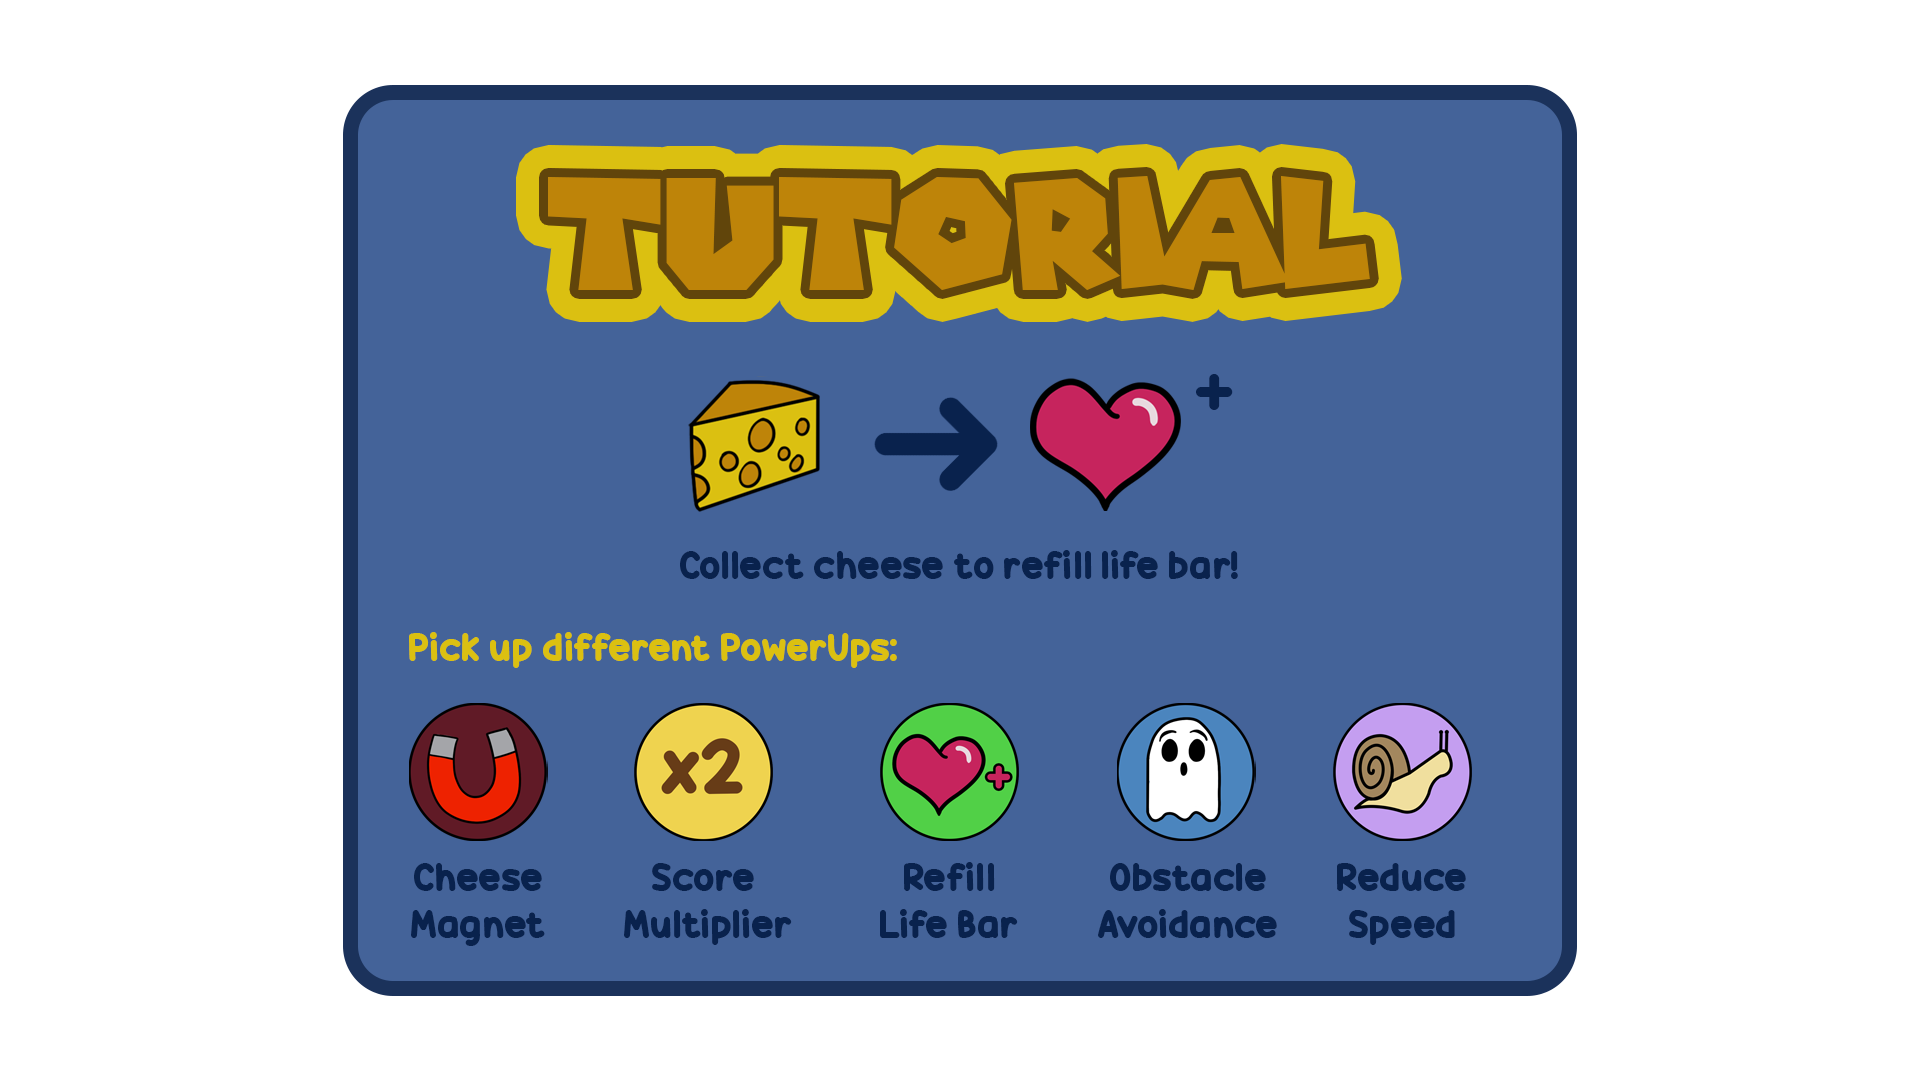 TUTORIAL
Collect cheese to refill life bar!
Pick up different PowerUps:
x2
Cheese
Magnet
Score
Multiplier
Refill
Life Bar
Obstacle
Avoidance
Reduce
Speed